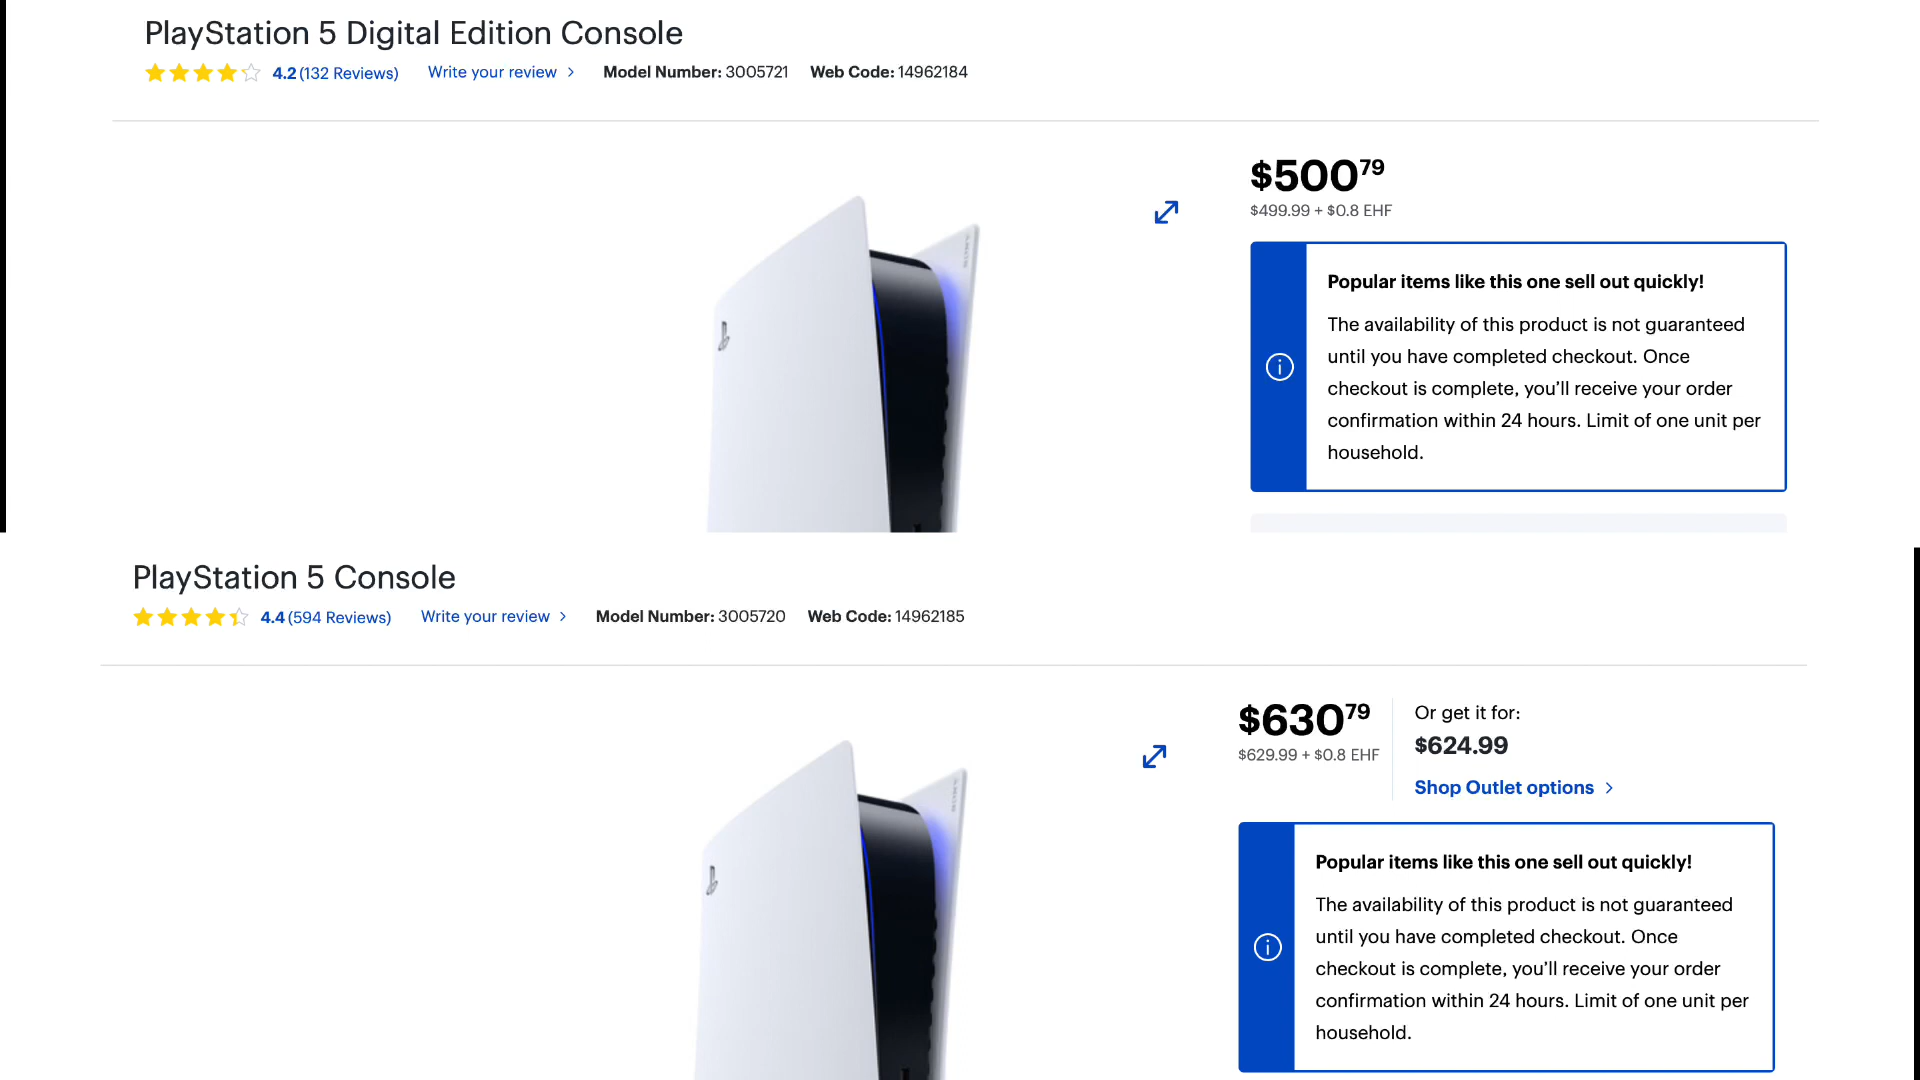 PlayStation 5 Digital Edition Console
4.2 (132 Reviews) Write your review Model Number: 3005721 Web Code: 14962184
$50079
$499.99 + $0.8 EHF
Popular items like this one sell out quickly!
The availability of this product is not guaranteed
until you have completed checkout. Once
checkout is complete, you’ll receive your order
confirmation within 24 hours. Limit of one unit per
household.
PlayStation 5 Console
4.4 (594 Reviews) Write your review Model Number: 3005720 Web Code: 14962185
$63079
$629.99 + $0.8 EHF
Or get it for:
$624.99
Shop Outlet options
Popular items like this one sell out quickly!
The availability of this product is not guaranteed
until you have completed checkout. Once
checkout is complete, you’ll receive your order
confirmation within 24 hours. Limit of one unit per
household.